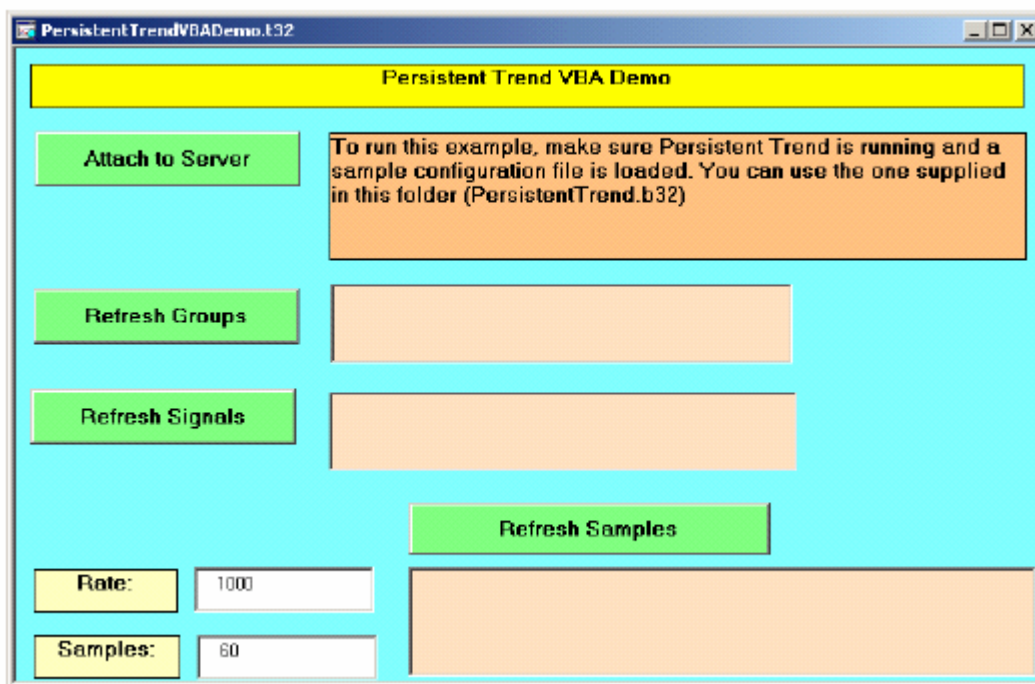 PersistentTrendVBADemo.t32
Persistent Trend VBA Demo
Attach to Server
To run this example, make sure Persistent Trend is running and a
sample configuration file is loaded. You can use the one supplied
in this folder (PersistentTrend.b32)
Refresh Groups
Refresh Signals
Refresh Samples
Rate:
1000
Samples:
60